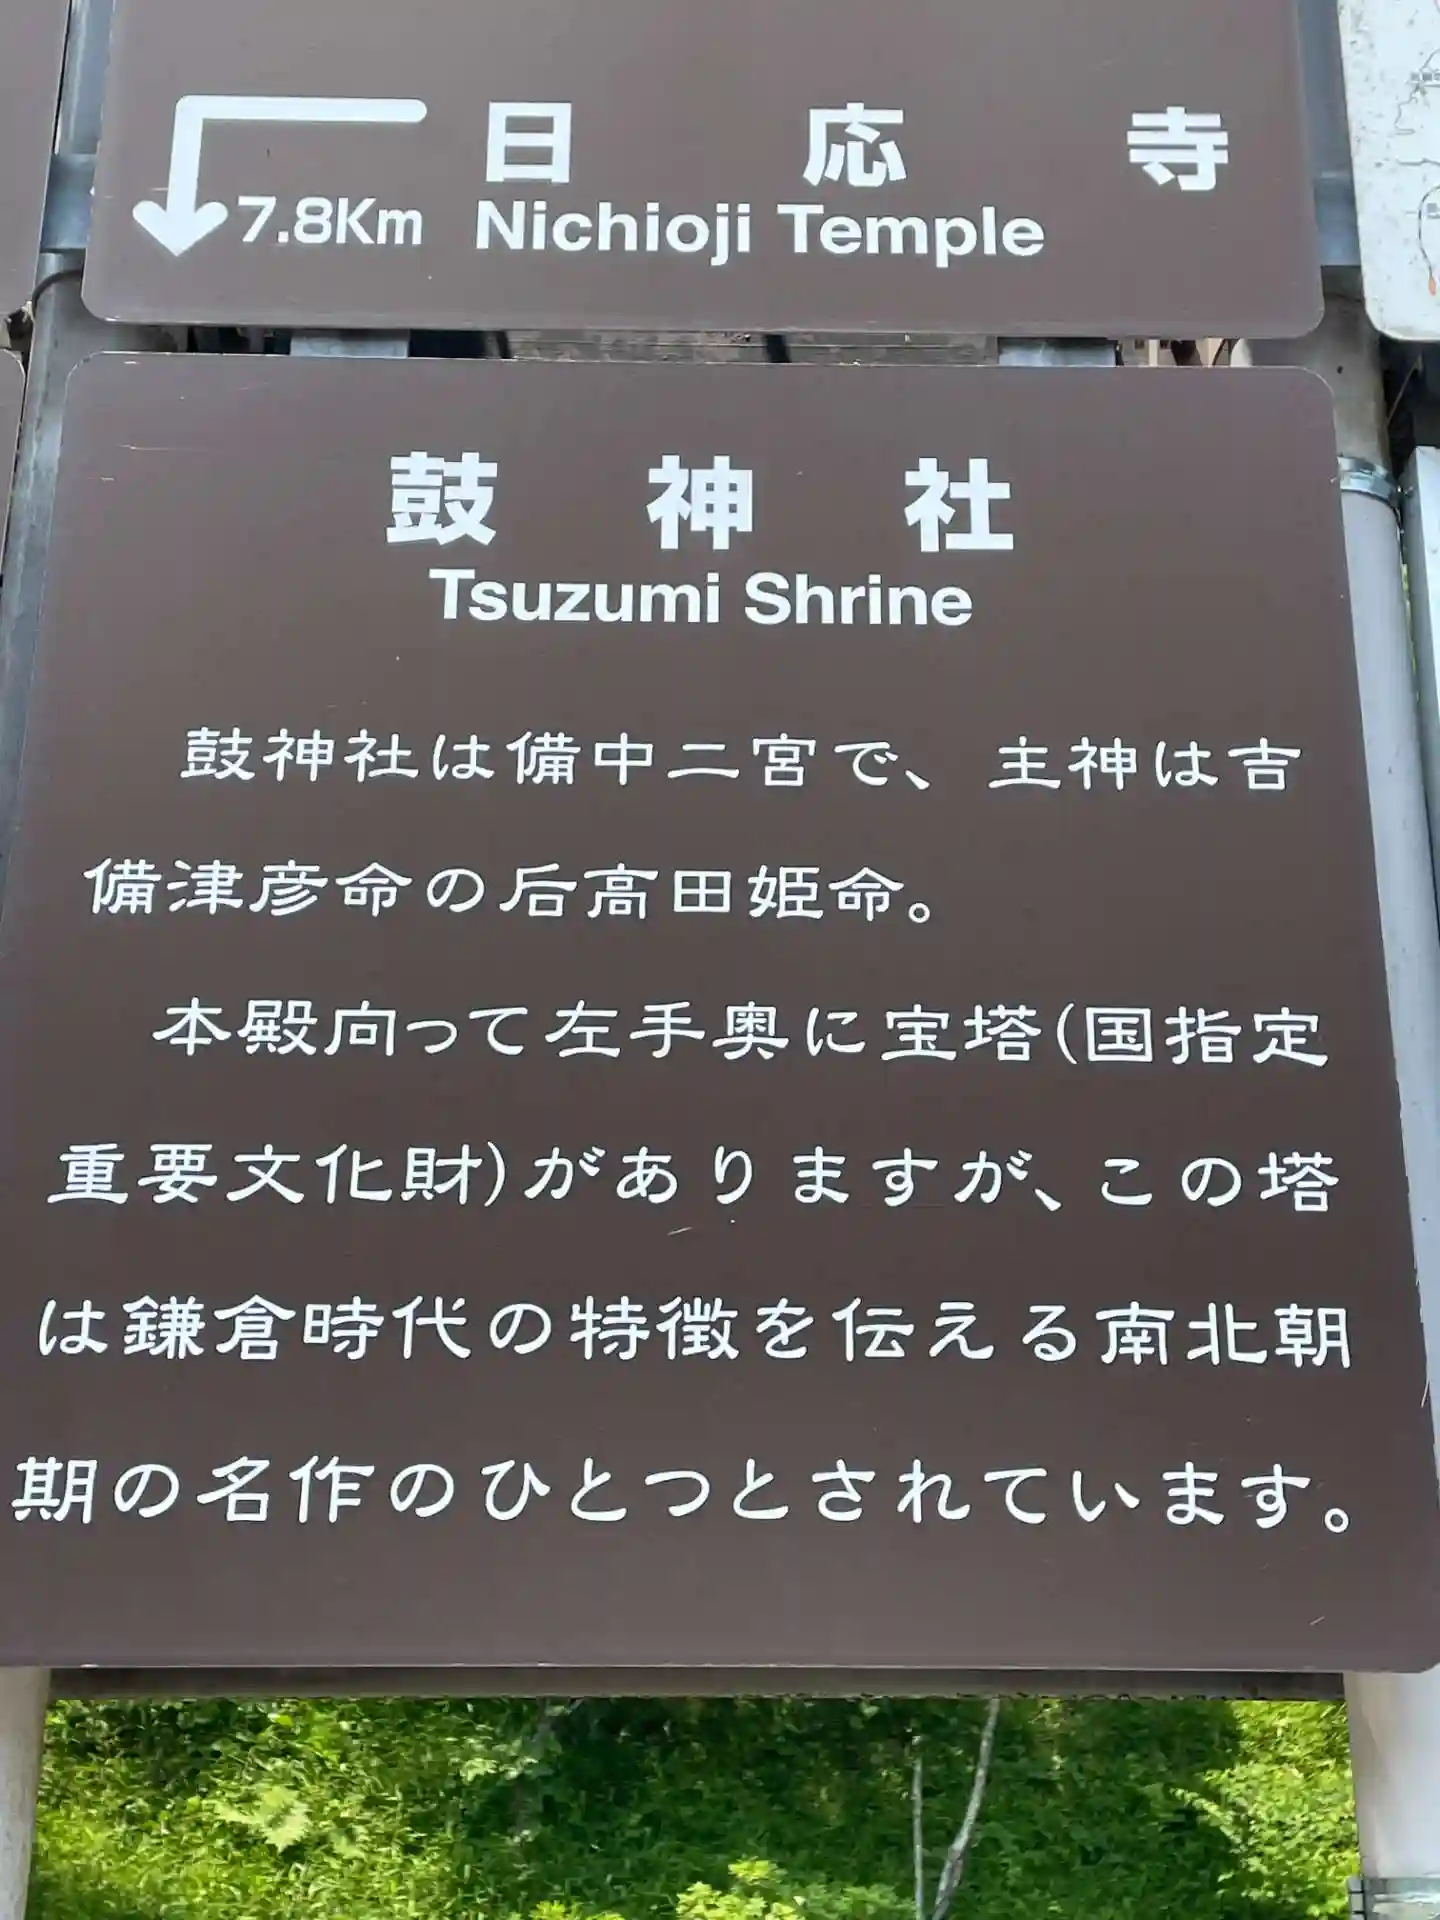 日応寺
7.8Km Nichioji Temple
鼓神社
Tsuzumi Shrine
鼓神社は備中二宮で、主神は吉
備津彦命の后高田姫命。
本殿向って左手奥に宝塔(国指定
重要文化財)がありますが、この塔
は鎌倉時代の特徴を伝える南北朝
期の名作のひとつとされています。